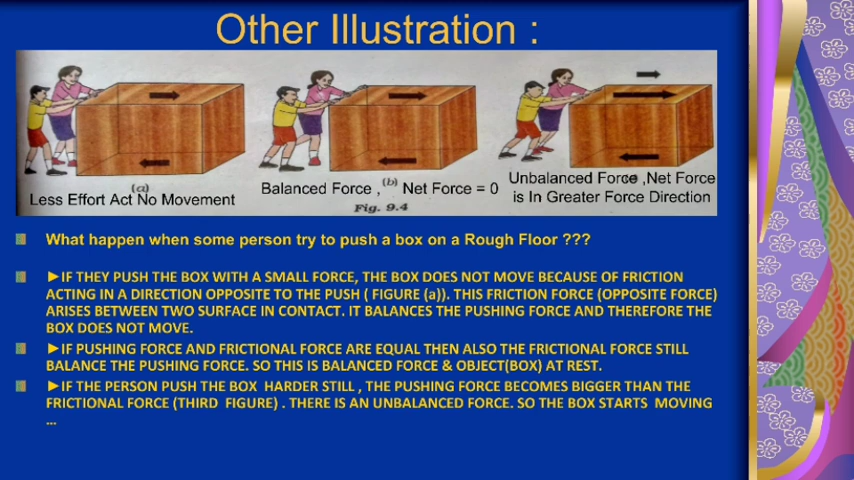 Other Illustration :
(a)
Less Effort Act No Movement
Balanced Force , (b) Net Force = 0
Fig. 9.4
Unbalanced Force ,Net Force
is In Greater Force Direction
What happen when some person try to push a box on a Rough Floor ???
►IF THEY PUSH THE BOX WITH A SMALL FORCE, THE BOX DOES NOT MOVE BECAUSE OF FRICTION
ACTING IN A DIRECTION OPPOSITE TO THE PUSH ( FIGURE (a)). THIS FRICTION FORCE (OPPOSITE FORCE)
ARISES BETWEEN TWO SURFACE IN CONTACT. IT BALANCES THE PUSHING FORCE AND THEREFORE THE
BOX DOES NOT MOVE.
►IF PUSHING FORCE AND FRICTIONAL FORCE ARE EQUAL THEN ALSO THE FRICTIONAL FORCE STILL
BALANCE THE PUSHING FORCE. SO THIS IS BALANCED FORCE & OBJECT(BOX) AT REST.
►IF THE PERSON PUSH THE BOX HARDER STILL , THE PUSHING FORCE BECOMES BIGGER THAN THE
FRICTIONAL FORCE (THIRD FIGURE) . THERE IS AN UNBALANCED FORCE. SO THE BOX STARTS MOVING
...